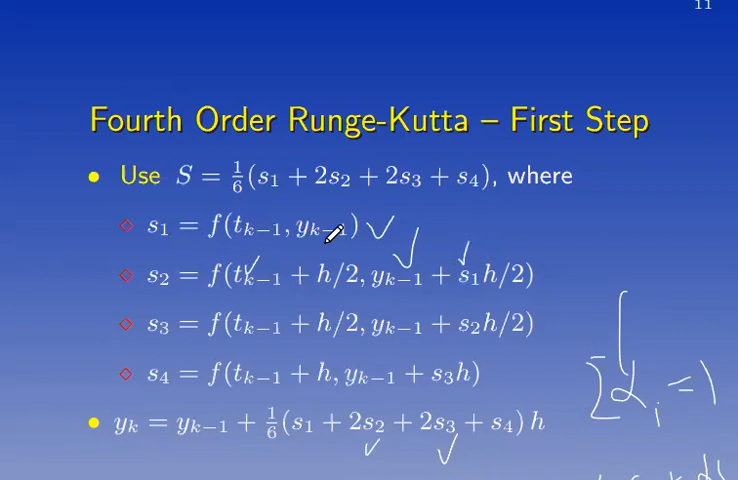 11
Fourth Order Runge-Kutta – First Step
• Use S = 1/6(s₁ + 2s₂ + 2s₃ + s₄), where
⋄ s₁ = f(tₖ₋₁, yₖ₋₁)
⋄ s₂ = f(tₖ₋₁ + h/2, yₖ₋₁ + s₁h/2)
⋄ s₃ = f(tₖ₋₁ + h/2, yₖ₋₁ + s₂h/2)
⋄ s₄ = f(tₖ₋₁ + h, yₖ₋₁ + s₃h)
Σαᵢ = 1
• yₖ = yₖ₋₁ + 1/6(s₁ + 2s₂ + 2s₃ + s₄) h